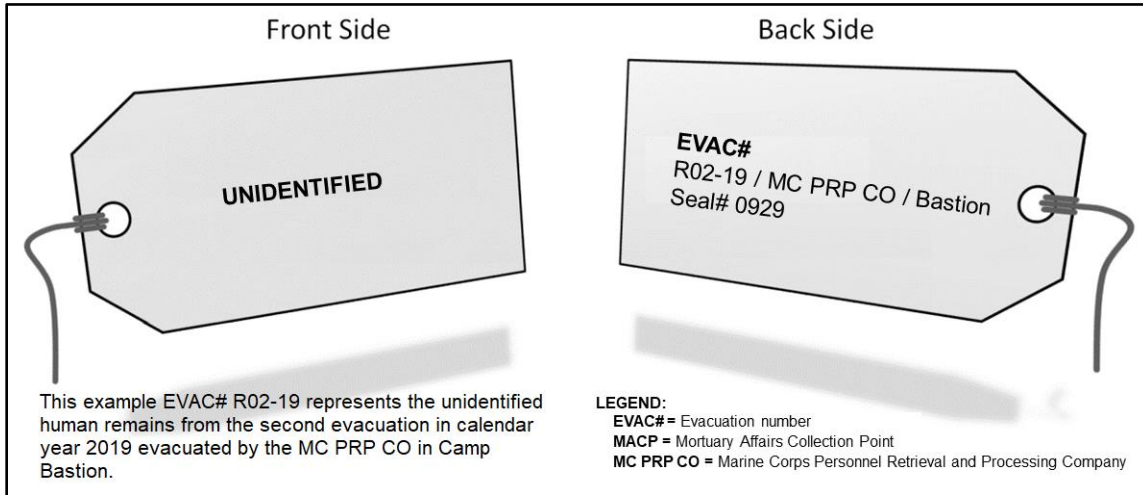 Front Side
UNIDENTIFIED
This example EVAC# R02-19 represents the unidentified
human remains from the second evacuation in calendar
year 2019 evacuated by the MC PRP CO in Camp
Bastion.
Back Side
EVAC#
R02-19 / MC PRP CO / Bastion
Seal# 0929
LEGEND:
EVAC# = Evacuation number
MACP = Mortuary Affairs Collection Point
MC PRP CO = Marine Corps Personnel Retrieval and Processing Company